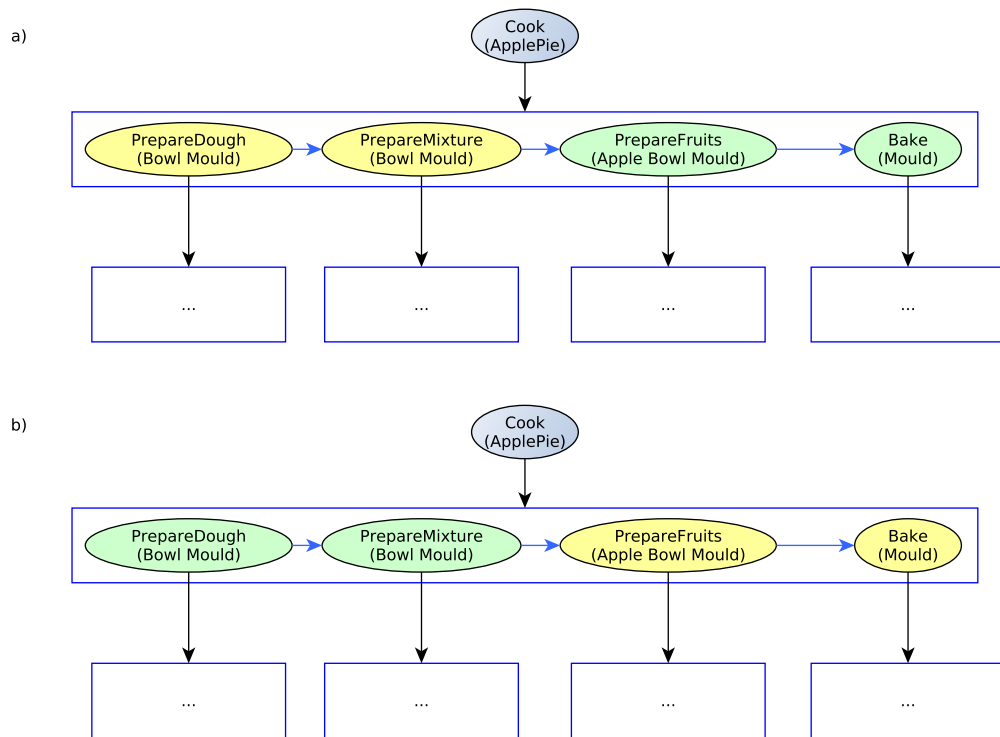 a)
Cook
(ApplePie)
PrepareDough
(Bowl Mould)
PrepareMixture
(Bowl Mould)
PrepareFruits
(Apple Bowl Mould)
Bake
(Mould)
...
...
...
...
b)
Cook
(ApplePie)
PrepareDough
(Bowl Mould)
PrepareMixture
(Bowl Mould)
PrepareFruits
(Apple Bowl Mould)
Bake
(Mould)
...
...
...
...